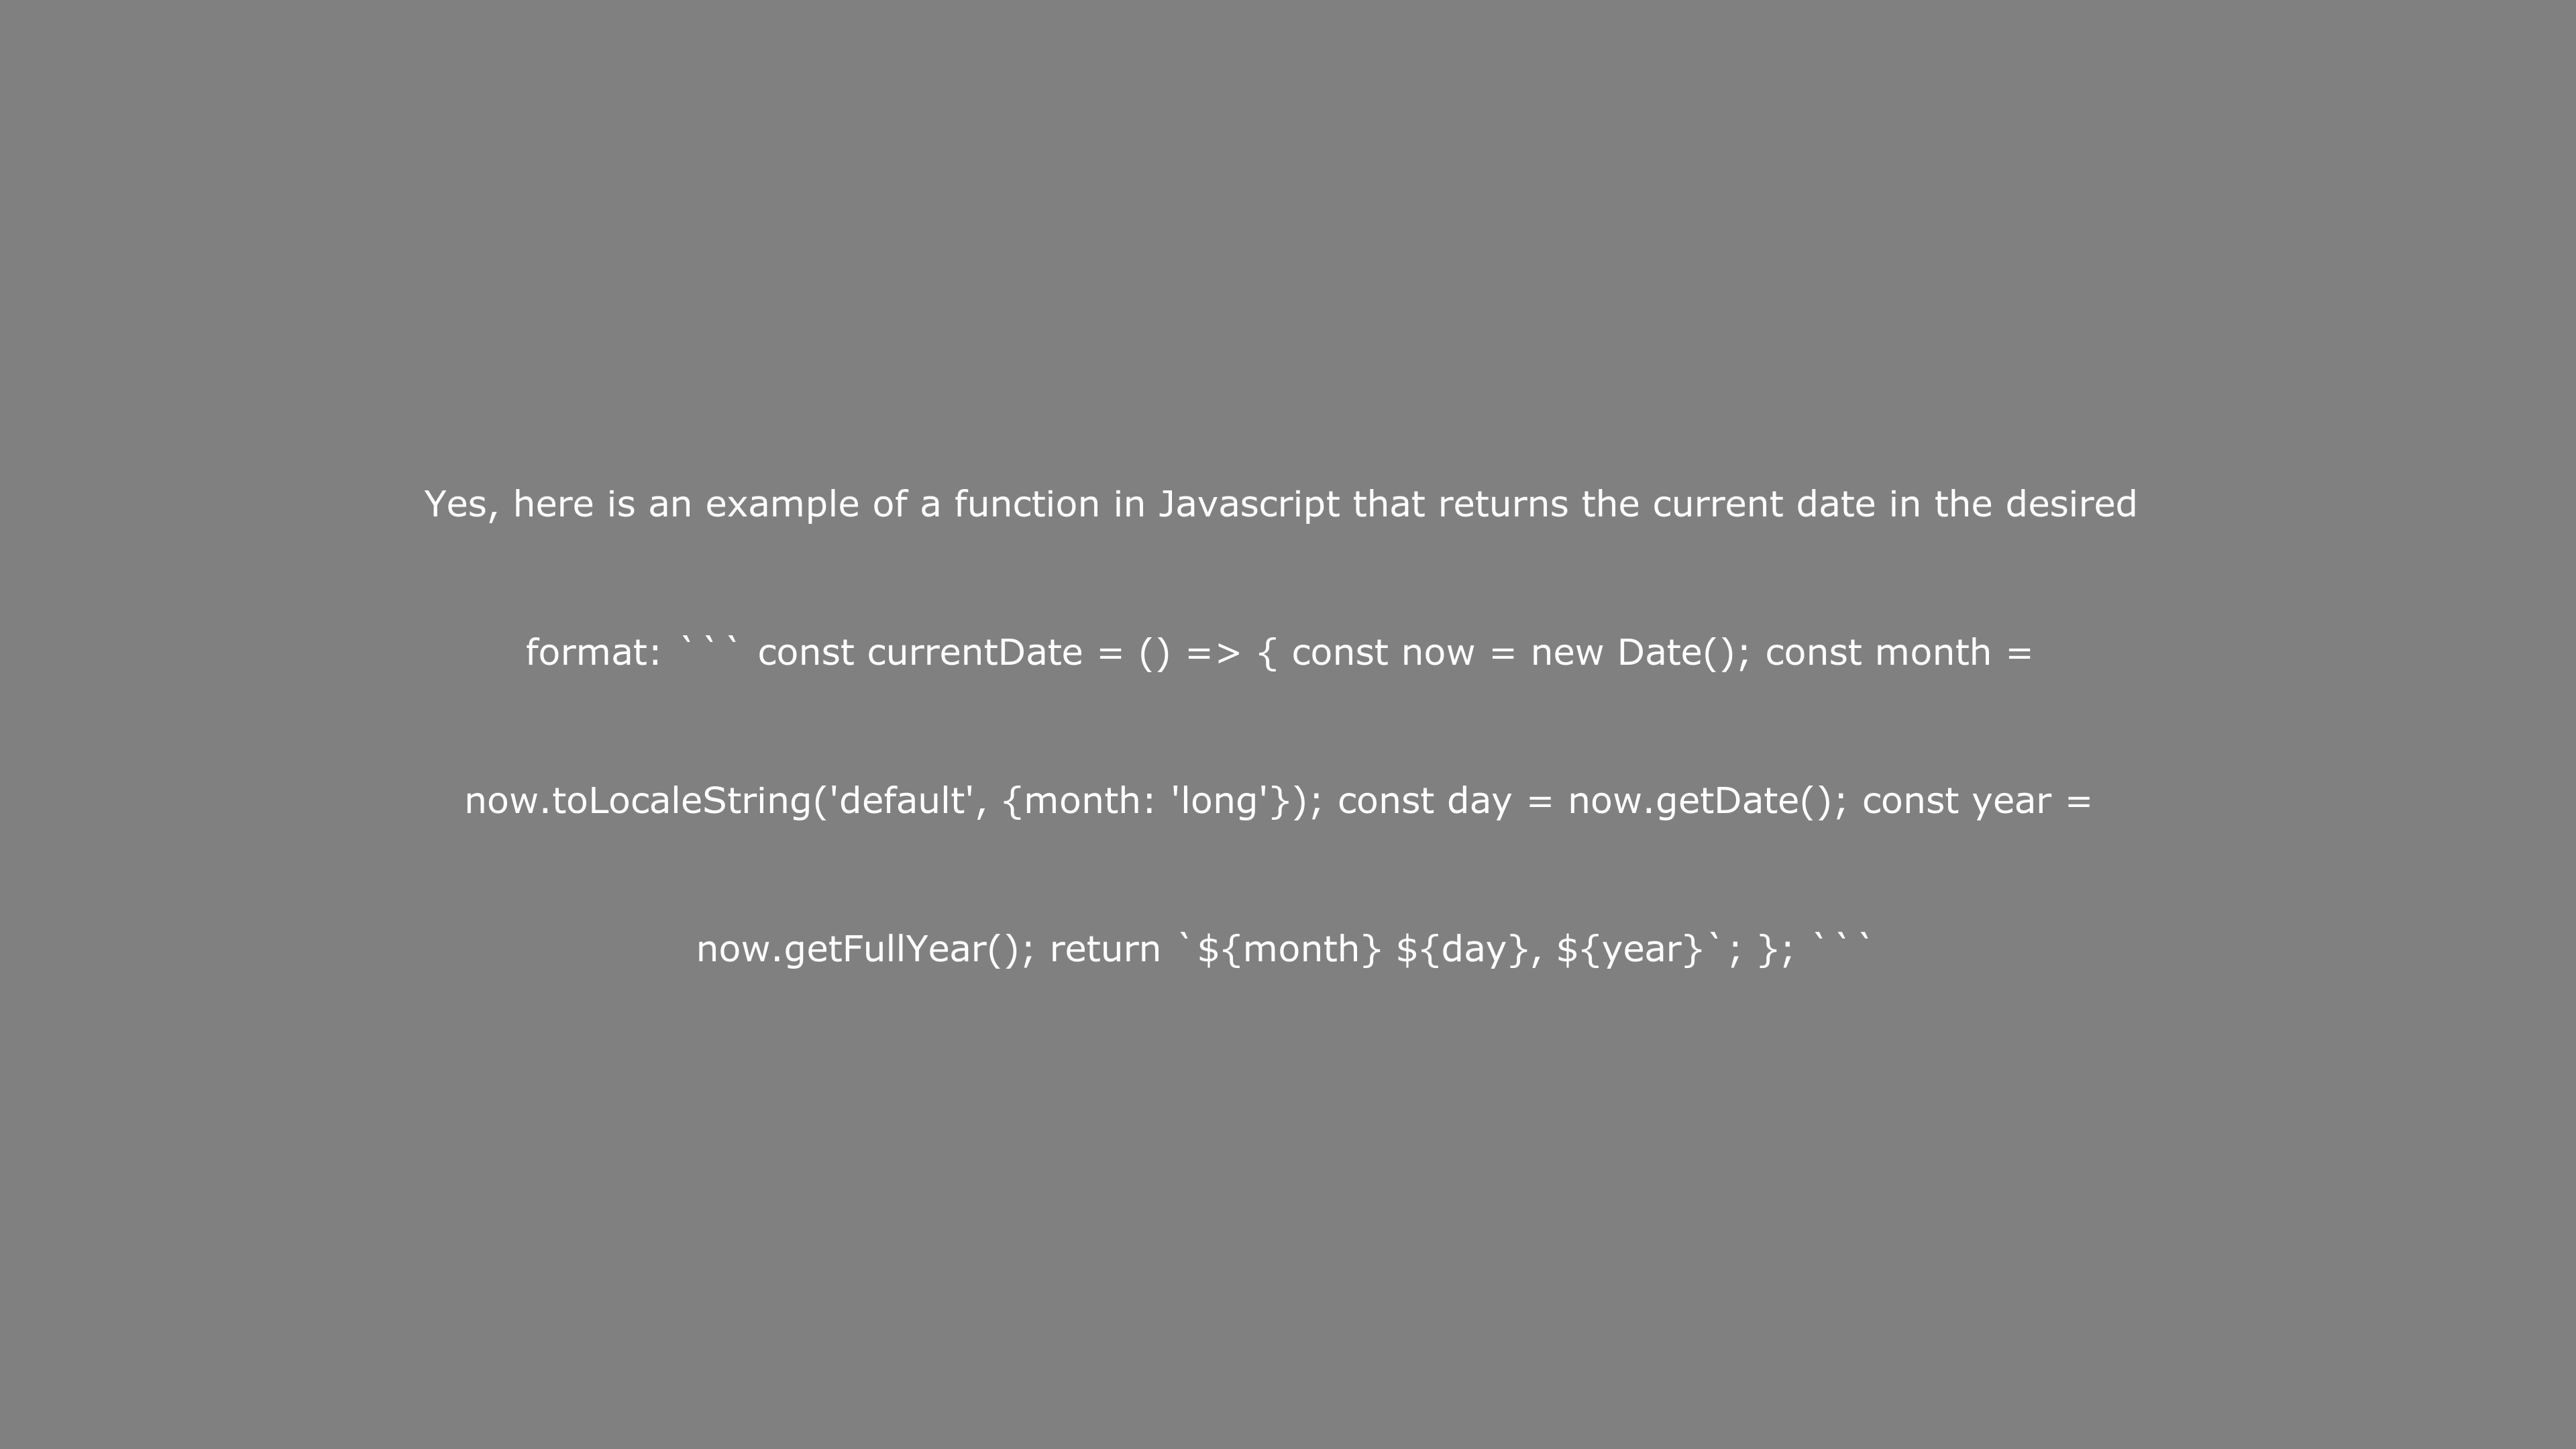 Yes, here is an example of a function in Javascript that returns the current date in the desired
format: ``` const currentDate = () => { const now = new Date(); const month =
now.toLocaleString('default', {month: 'long'}); const day = now.getDate(); const year =
now.getFullYear(); return `${month} ${day}, ${year}`; }; ```